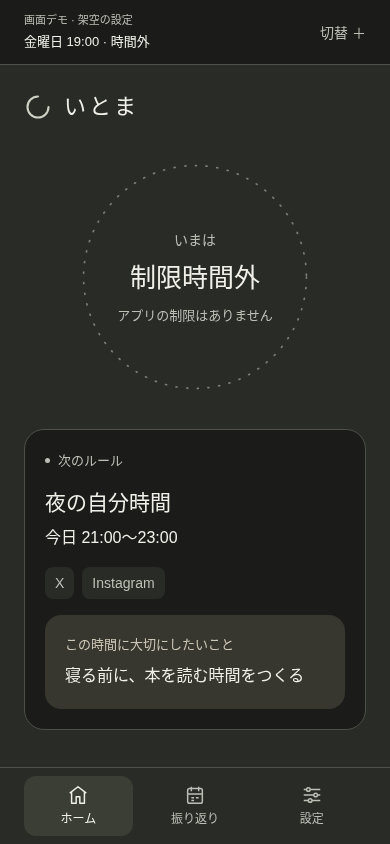 画面デモ · 架空の設定
金曜日 19:00 · 時間外
切替 ＋
いとま
いまは
制限時間外
アプリの制限はありません
次のルール
夜の自分時間
今日 21:00〜23:00
X
Instagram
この時間に大切にしたいこと
寝る前に、本を読む時間をつくる
ホーム
振り返り
設定